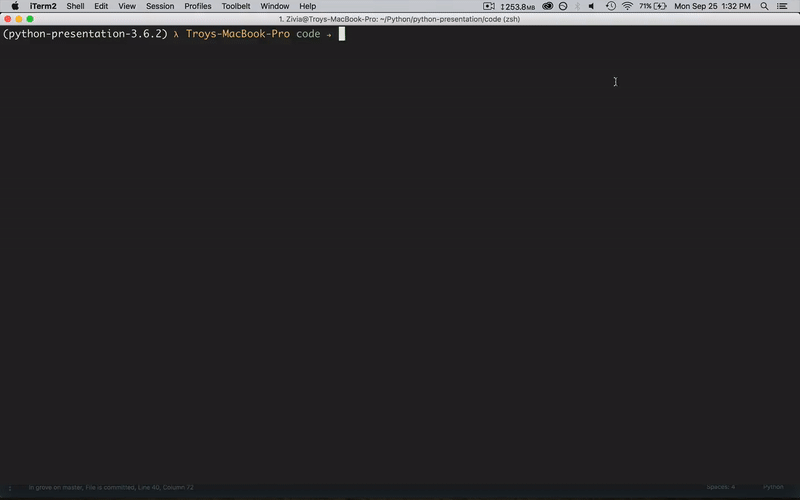 iTerm2 Shell Edit View Session Profiles Toolbelt Window Help 253.8MB 71% Mon Sep 25 1:32 PM
1. Zivia@Troys-MacBook-Pro: ~/Python/python-presentation/code (zsh)
(python-presentation-3.6.2) λ Troys-MacBook-Pro code →
In grove on master, File is committed, Line 40, Column 72 Spaces: 4 Python